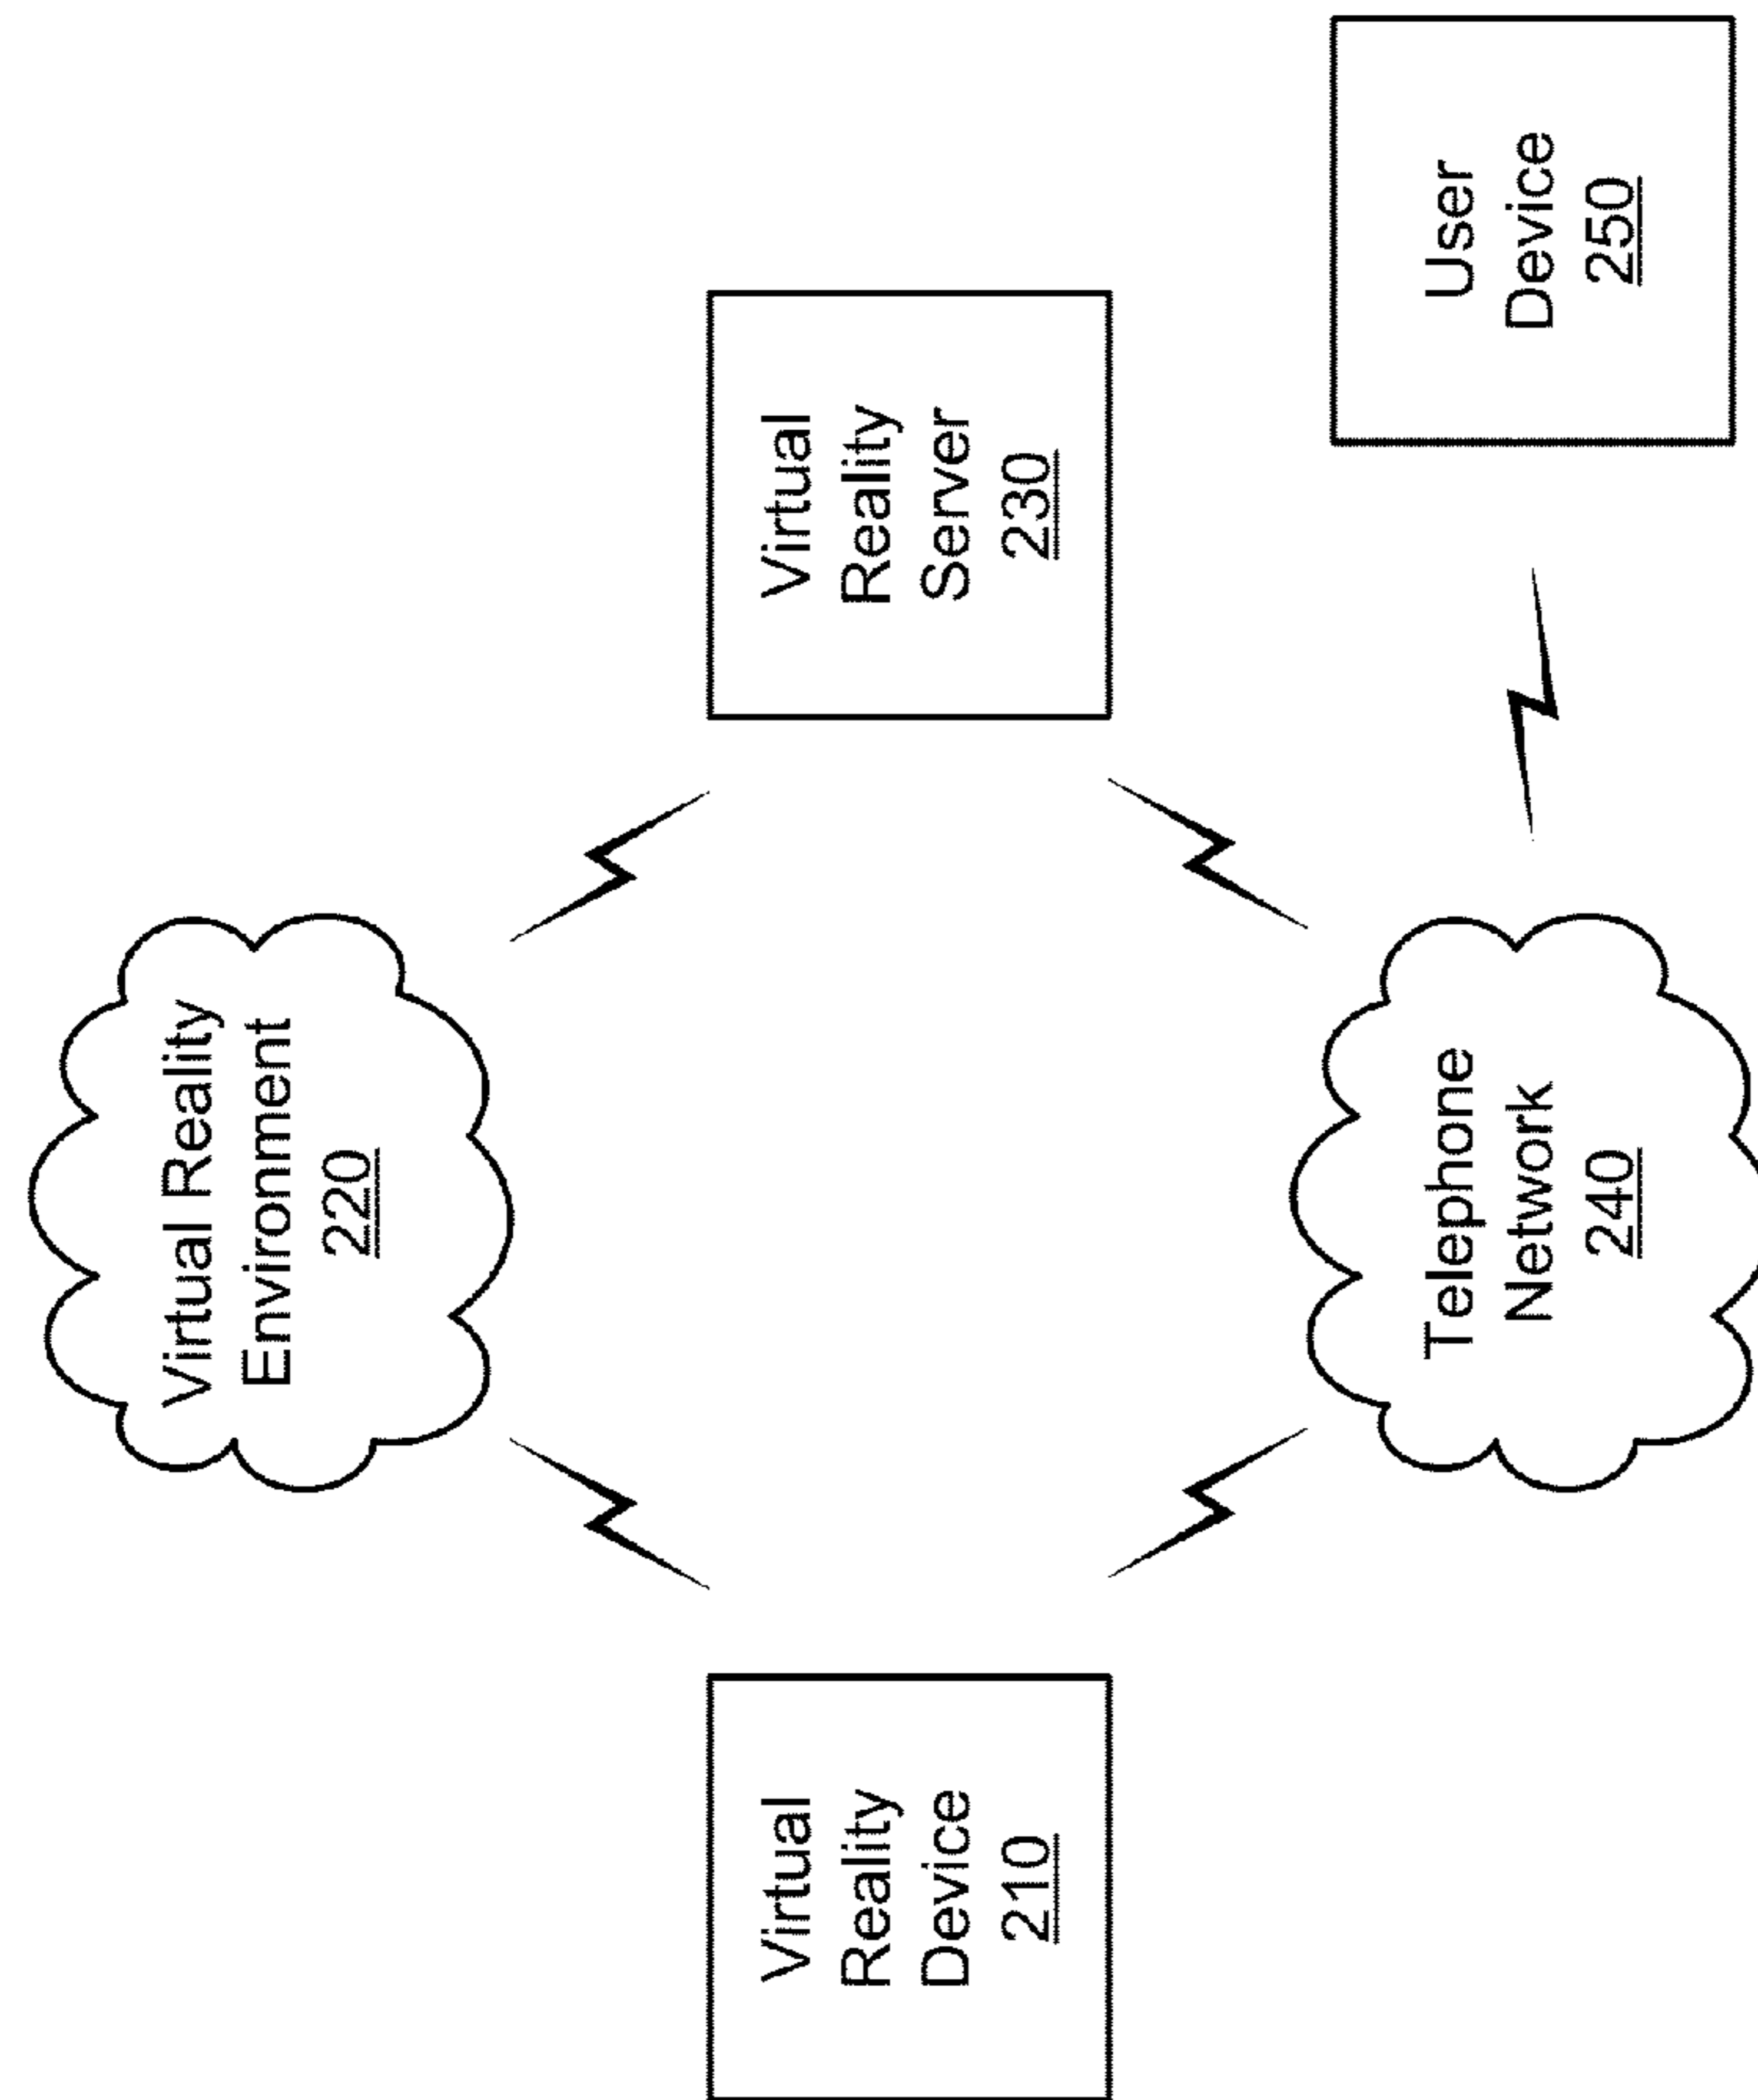 Virtual Reality
Environment
220
Virtual
Reality
Device
210
Virtual
Reality
Server
230
Telephone
Network
240
User
Device
250